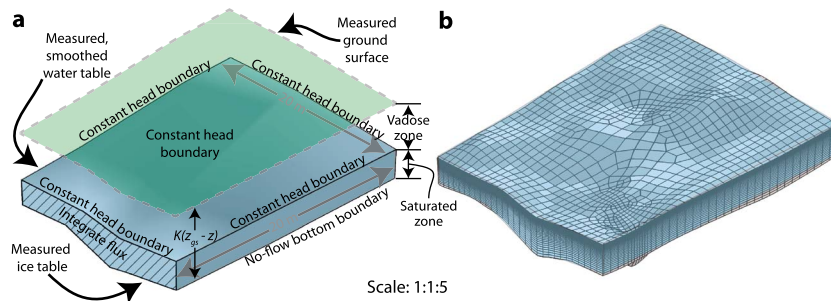 a
Measured,
smoothed
water table
Measured
ground
surface
Constant head boundary
Constant head boundary
Constant head
boundary
Vadose
zone
Constant head boundary
Integrate flux
K(z_gs - z)
Constant head boundary
No-flow bottom boundary
Saturated
zone
Measured
ice table
Scale: 1:1:5
b